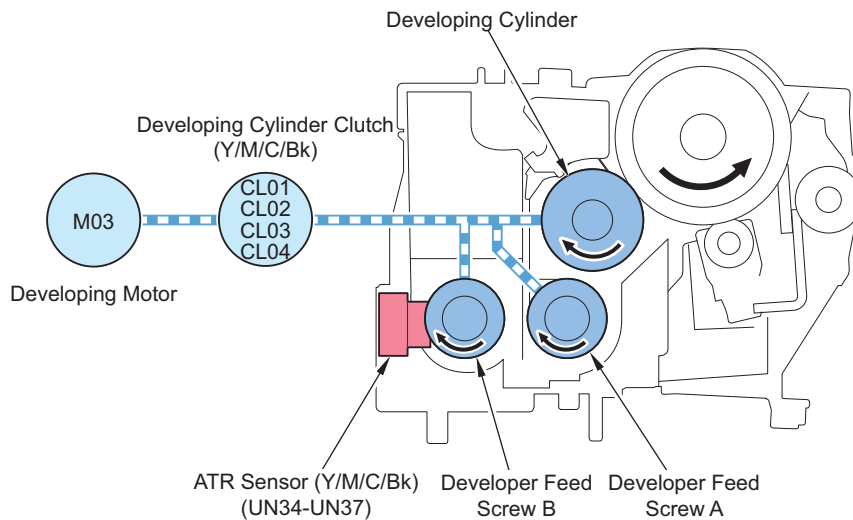 Developing Cylinder
Developing Cylinder Clutch
(Y/M/C/Bk)
M03
CL01
CL02
CL03
CL04
Developing Motor
ATR Sensor (Y/M/C/Bk)
(UN34-UN37)
Developer Feed
Screw B
Developer Feed
Screw A